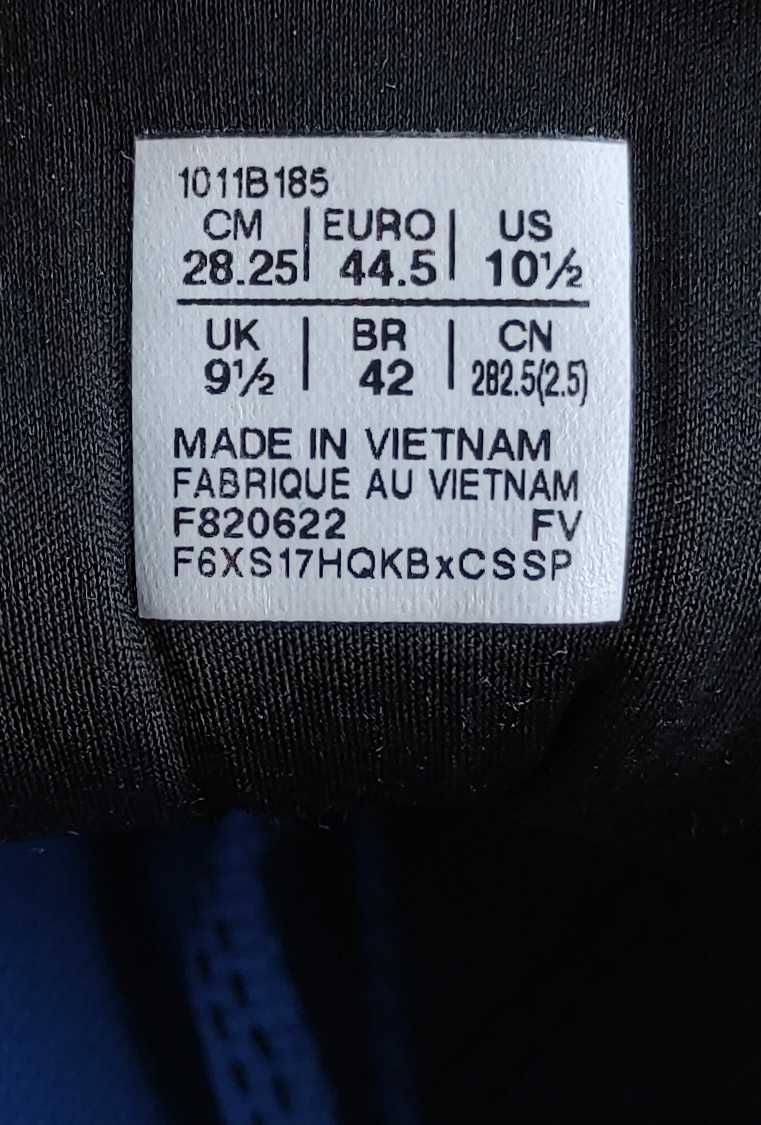 1011B185
CM | EURO | US
28.25 | 44.5 | 10½
UK | BR | CN
9½ | 42 | 282.5(2.5)
MADE IN VIETNAM
FABRIQUE AU VIETNAM
F820622 FV
F6XS17HQKBxCSSP